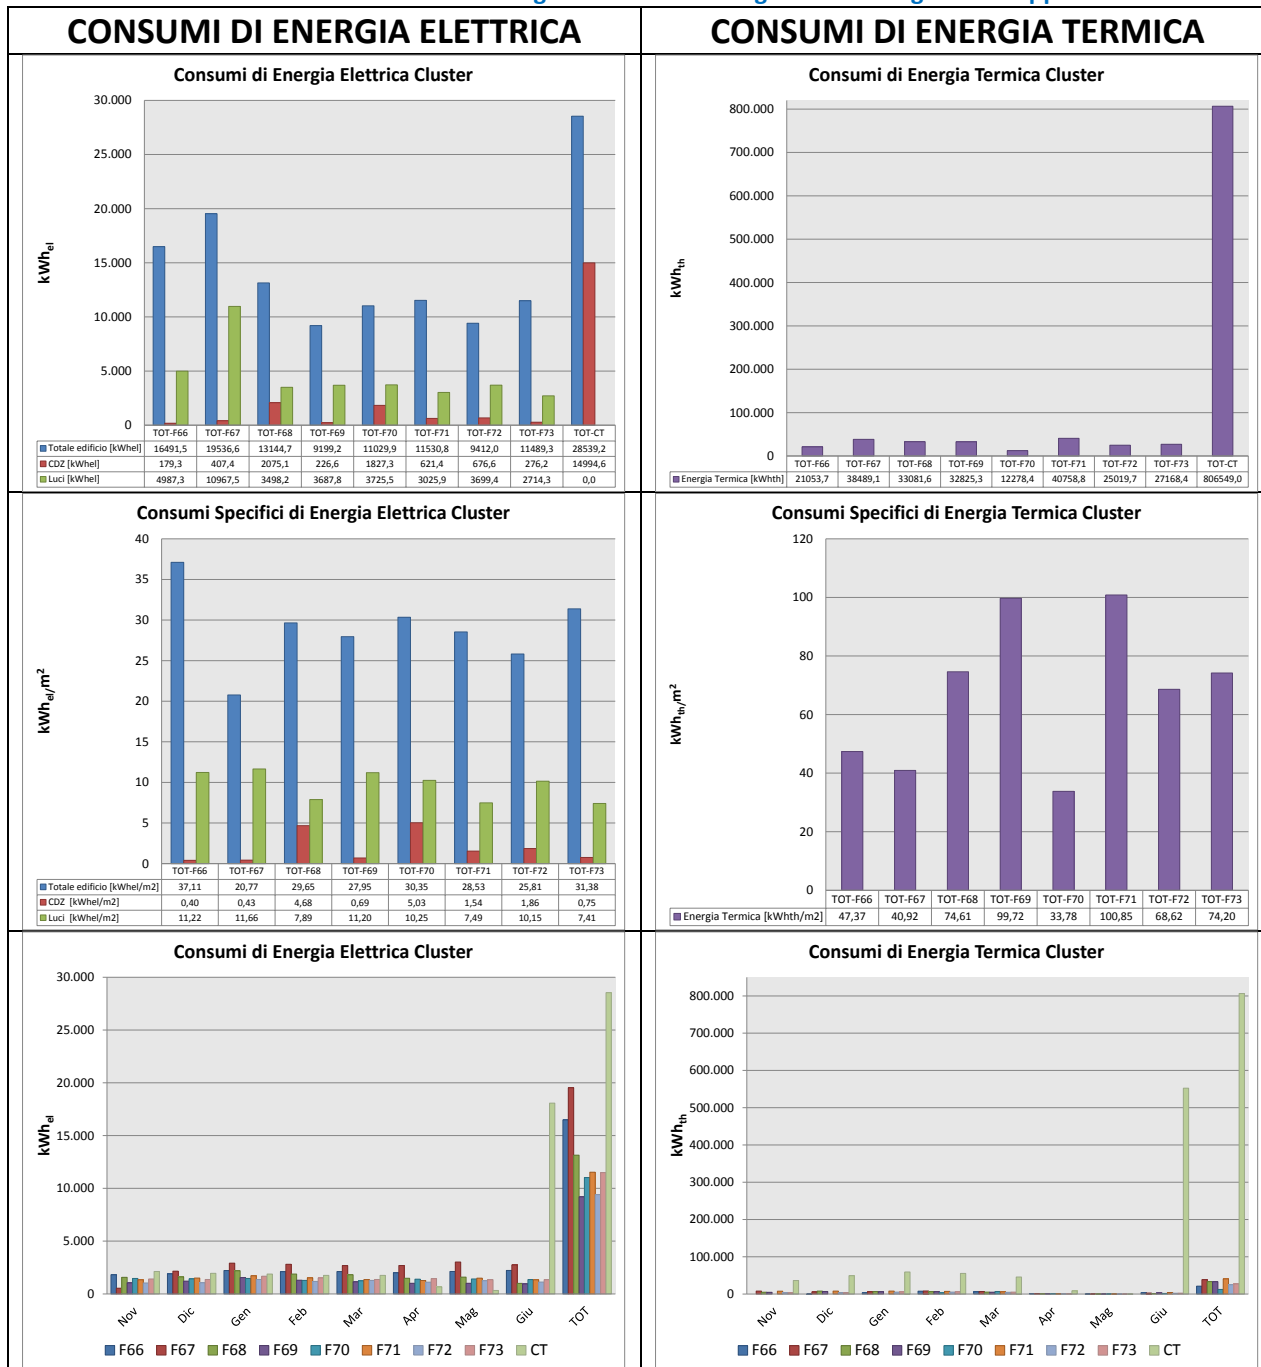 CONSUMI DI ENERGIA ELETTRICA
CONSUMI DI ENERGIA TERMICA
Consumi di Energia Elettrica Cluster
30.000
25.000
20.000
15.000
10.000
5.000
0
kWhel
TOT-F66 TOT-F67 TOT-F68 TOT-F69 TOT-F70 TOT-F71 TOT-F72 TOT-F73 TOT-CT
Totale edificio [kWhel] 16491,5 19536,6 13144,7 9199,2 11029,9 11530,8 9412,0 11489,3 28539,2
CDZ [kWhel] 179,3 407,4 2075,1 226,6 1827,3 621,4 676,6 276,2 14994,6
Luci [kWhel] 4987,3 10967,5 3498,2 3687,8 3725,5 3025,9 3699,4 2714,3 0,0
Consumi di Energia Termica Cluster
800.000
700.000
600.000
500.000
400.000
300.000
200.000
100.000
0
kWhth
TOT-F66 TOT-F67 TOT-F68 TOT-F69 TOT-F70 TOT-F71 TOT-F72 TOT-F73 TOT-CT
Energia Termica [kWhth] 21053,7 38489,1 33081,6 32825,3 12278,4 40758,8 25019,7 27168,4 806549,0
Consumi Specifici di Energia Elettrica Cluster
40
35
30
25
20
15
10
5
0
kWhel/m²
TOT-F66 TOT-F67 TOT-F68 TOT-F69 TOT-F70 TOT-F71 TOT-F72 TOT-F73
Totale edificio [kWhel/m2] 37,11 20,77 29,65 27,95 30,35 28,53 25,81 31,38
CDZ [kWhel/m2] 0,40 0,43 4,68 0,69 5,03 1,54 1,86 0,75
Luci [kWhel/m2] 11,22 11,66 7,89 11,20 10,25 7,49 10,15 7,41
Consumi Specifici di Energia Termica Cluster
120
100
80
60
40
20
0
kWhth/m²
TOT-F66 TOT-F67 TOT-F68 TOT-F69 TOT-F70 TOT-F71 TOT-F72 TOT-F73
Energia Termica [kWhth/m2] 47,37 40,92 74,61 99,72 33,78 100,85 68,62 74,20
Consumi di Energia Elettrica Cluster
30.000
25.000
20.000
15.000
10.000
5.000
0
kWhel
Nov Dic Gen Feb Mar Apr Mag Giu TOT
F66 F67 F68 F69 F70 F71 F72 F73 CT
Consumi di Energia Termica Cluster
800.000
700.000
600.000
500.000
400.000
300.000
200.000
100.000
0
kWhth
Nov Dic Gen Feb Mar Apr Mag Giu TOT
F66 F67 F68 F69 F70 F71 F72 F73 CT